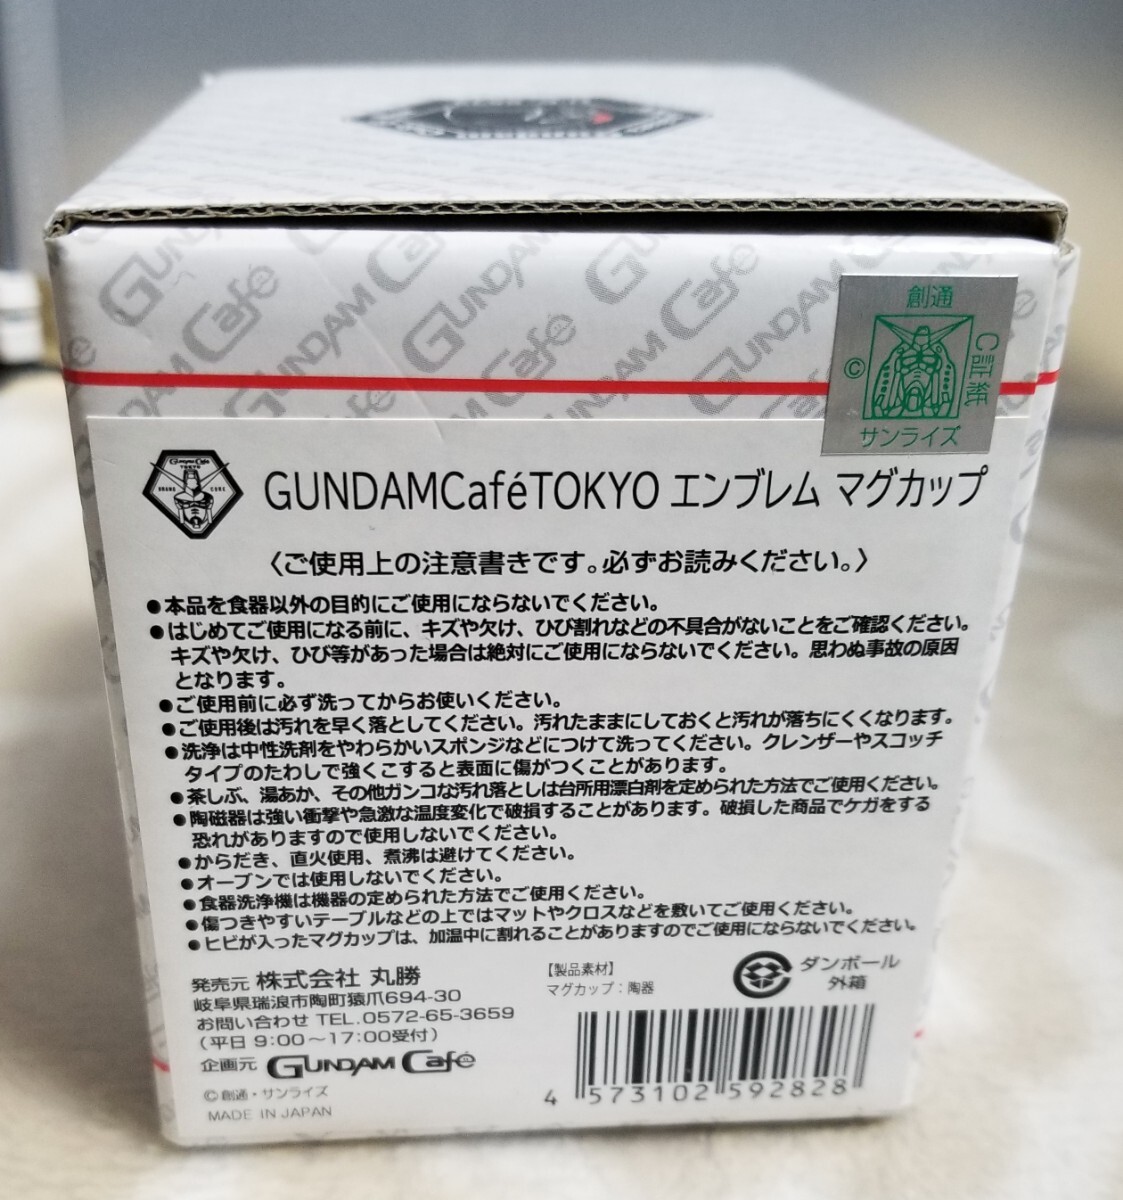 GUNDAM Café GUNDAM Café GUNDAM Café
創通
C証紙
©
サンライズ
GUNDAM Café
TOKYO
BRAND CORE
GUNDAMCaféTOKYO エンブレム マグカップ
〈ご使用上の注意書きです。必ずお読みください。〉
●本品を食器以外の目的にご使用にならないでください。
●はじめてご使用になる前に、キズや欠け、ひび割れなどの不具合がないことをご確認ください。
キズや欠け、ひび等があった場合は絶対にご使用にならないでください。思わぬ事故の原因
となります。
●ご使用前に必ず洗ってからお使いください。
●ご使用後は汚れを早く落としてください。汚れたままにしておくと汚れが落ちにくくなります。
●洗浄は中性洗剤をやわらかいスポンジなどにつけて洗ってください。クレンザーやスコッチ
タイプのたわしで強くこすると表面に傷がつくことがあります。
●茶しぶ、湯あか、その他ガンコな汚れ落としは台所用漂白剤を定められた方法でご使用ください。
●陶磁器は強い衝撃や急激な温度変化で破損することがあります。破損した商品でケガをする
恐れがありますので使用しないでください。
●からだき、直火使用、煮沸は避けてください。
●オーブンでは使用しないでください。
●食器洗浄機は機器の定められた方法でご使用ください。
●傷つきやすいテーブルなどの上ではマットやクロスなどを敷いてご使用ください。
●ヒビが入ったマグカップは、加温中に割れることがありますのでご使用にならないでください。
発売元 株式会社 丸勝
岐阜県瑞浪市陶町猿爪694-30
お問い合わせ TEL.0572-65-3659
(平日 9:00〜17:00受付)
企画元 GUNDAM Café
©創通・サンライズ
MADE IN JAPAN
【製品素材】
マグカップ：陶器
ダンボール
外箱
4 573102 592828